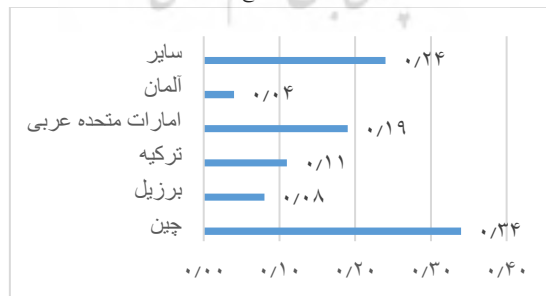 سایر ۰/۲۴
آلمان ۰/۰۴
امارات متحده عربی ۰/۱۹
ترکیه ۰/۱۱
برزیل ۰/۰۸
چین ۰/۳۴
۰/۰۰ ۰/۱۰ ۰/۲۰ ۰/۳۰ ۰/۴۰